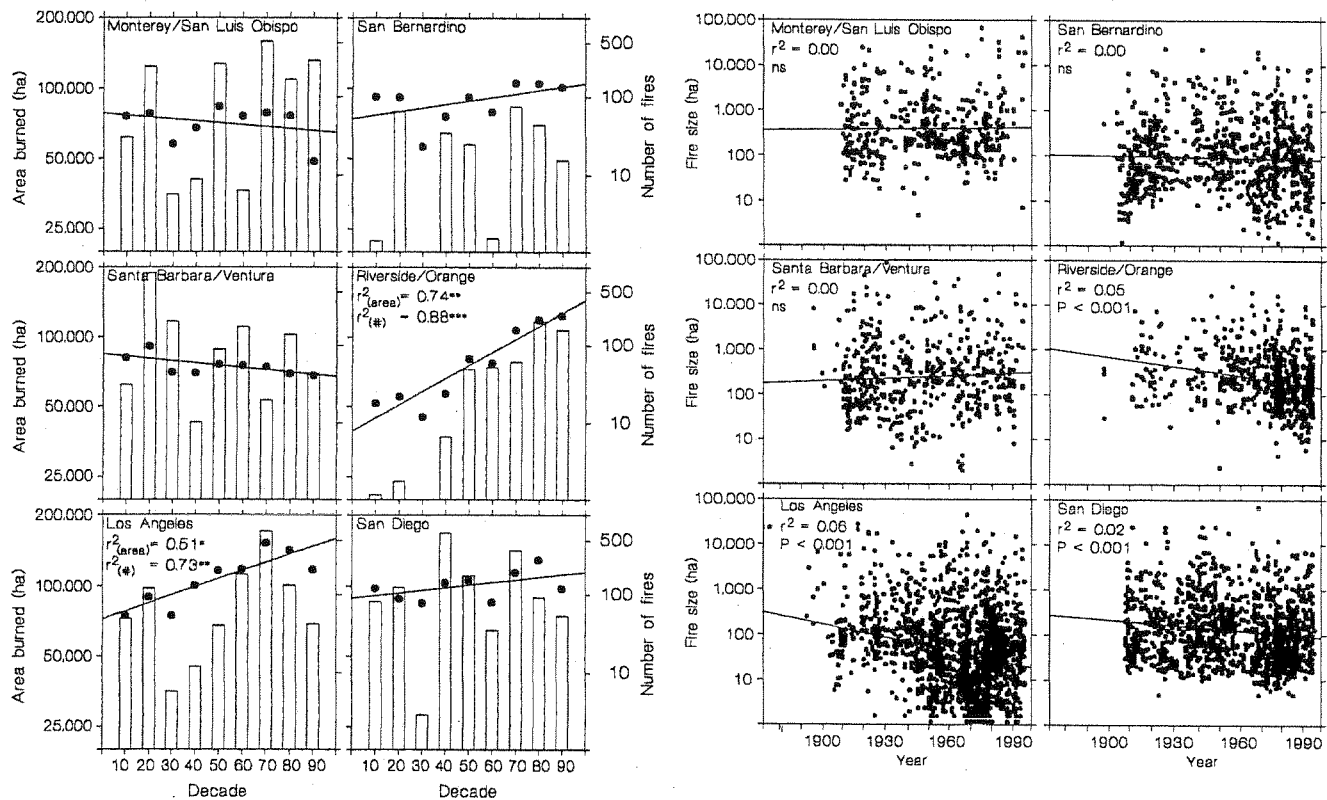 Monterey/San Luis Obispo
San Bernardino
200.000
100.000
50.000
25.000
Area burned (ha)
500
100
10
Number of fires
Santa Barbara/Ventura
Riverside/Orange
r²(area) = 0.74**
r²(#) = 0.88***
200.000
100.000
50.000
25.000
Area burned (ha)
500
100
10
Number of fires
Los Angeles
r²(area) = 0.51*
r²(#) = 0.73**
San Diego
200.000
100.000
50.000
25.000
Area burned (ha)
500
100
10
Number of fires
10 20 30 40 50 60 70 80 90
10 20 30 40 50 60 70 80 90
Decade
Decade
Monterey/San Luis Obispo
r² = 0.00
ns
San Bernardino
r² = 0.00
ns
100.000
10.000
1.000
100
10
Fire size (ha)
Santa Barbara/Ventura
r² = 0.00
ns
Riverside/Orange
r² = 0.05
P < 0.001
100.000
10.000
1.000
100
10
Fire size (ha)
Los Angeles
r² = 0.06
P < 0.001
San Diego
r² = 0.02
P < 0.001
100.000
10.000
1.000
100
10
Fire size (ha)
1900 1930 1960 1990
1900 1930 1960 1990
Year
Year